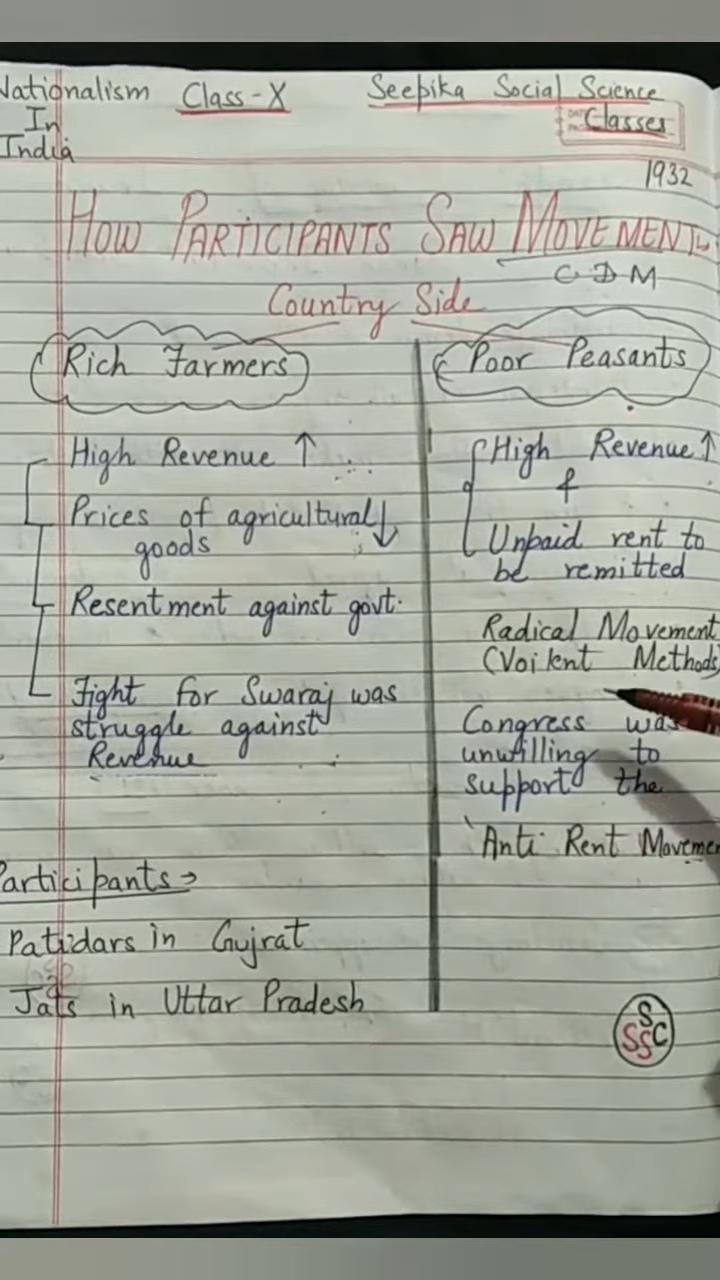 Nationalism Class-X Seepika Social Science
In
India
Classes
1932
HOW PARTICIPANTS SAW MOVEMENT
C D M
Country Side
Rich Farmers
High Revenue ↑
Prices of agricultural ↓
goods
Resentment against govt.
Fight for Swaraj was
struggle against
Revenue
Participants →
Patidars in Gujrat
Jats in Uttar Pradesh
Poor Peasants
High Revenue ↑
&
Unpaid rent to
be remitted
Radical Movement
(Voilent Methods)
Congress was
unwilling to
support the
'Anti Rent Movemen
S
SSC